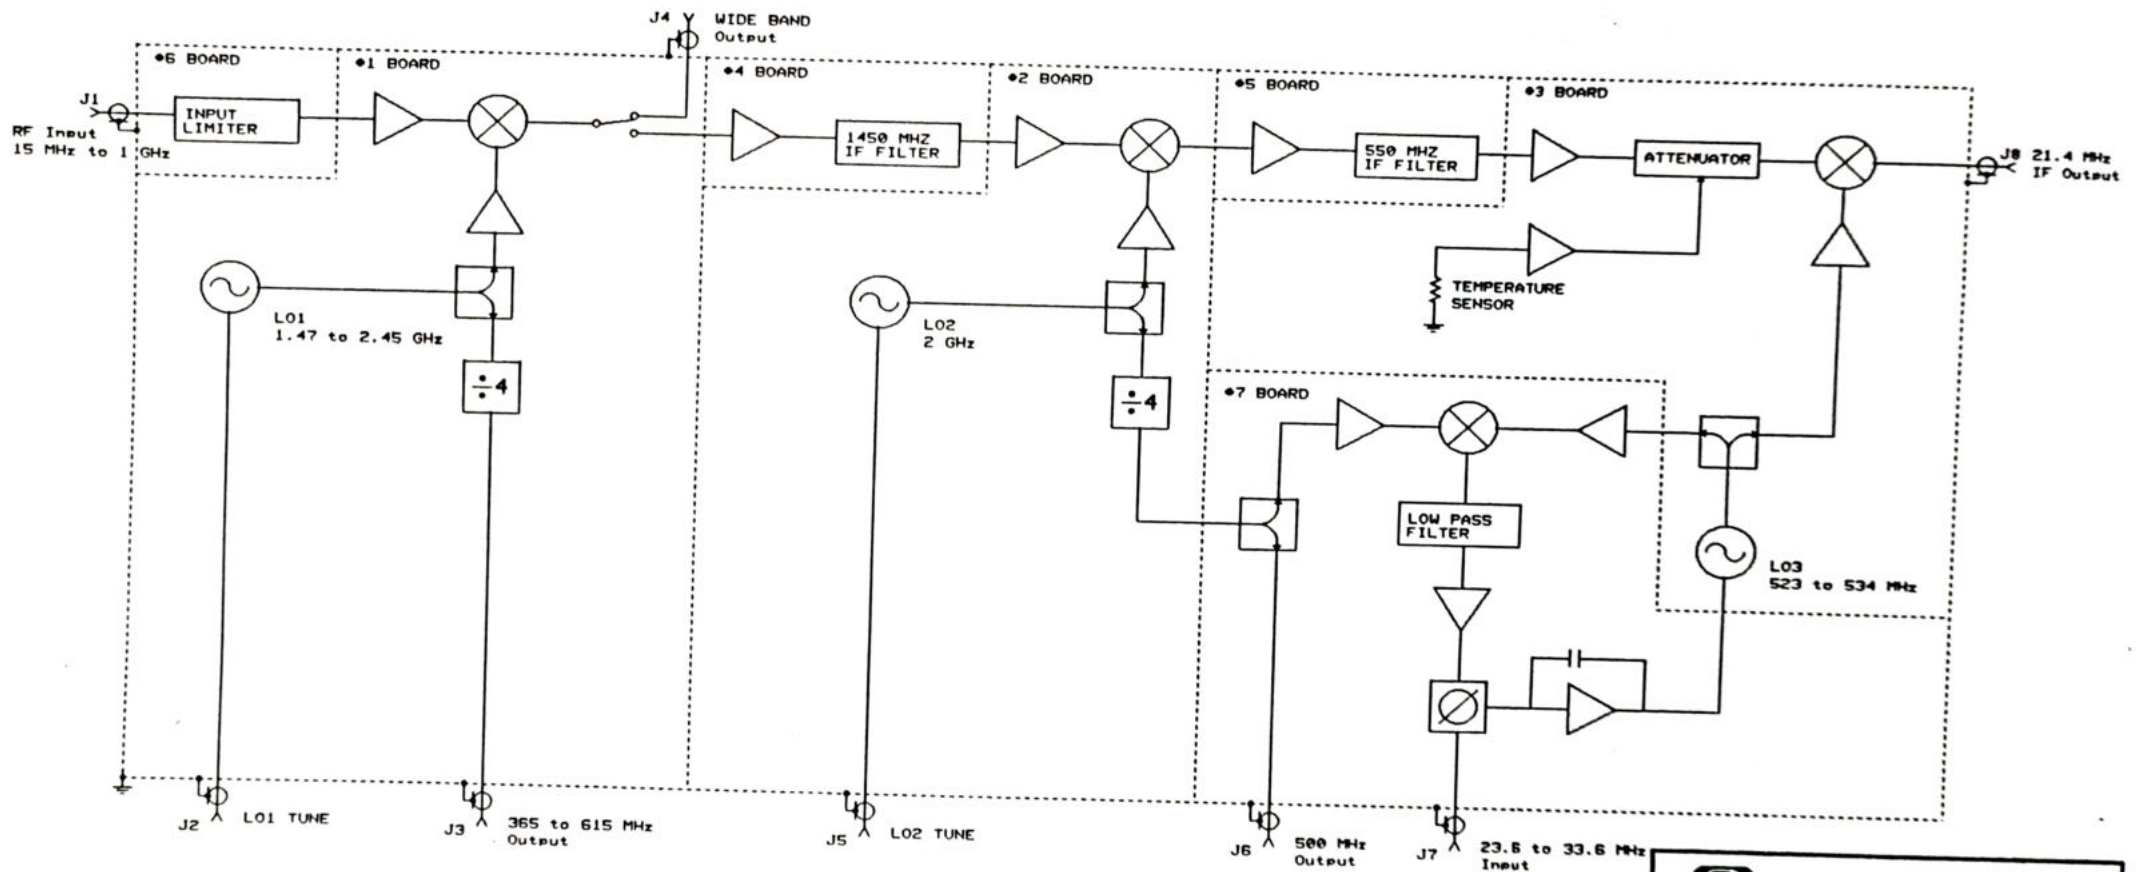 J4
WIDE BAND
Output
●6 BOARD
●1 BOARD
●4 BOARD
●2 BOARD
●5 BOARD
●3 BOARD
J1
RF Input
15 MHz to 1 GHz
INPUT
LIMITER
1450 MHZ
IF FILTER
550 MHZ
IF FILTER
ATTENUATOR
J8 21.4 MHz
IF Output
TEMPERATURE
SENSOR
LO1
1.47 to 2.45 GHz
LO2
2 GHz
÷4
÷4
●7 BOARD
LOW PASS
FILTER
LO3
523 to 534 MHz
J2
LO1 TUNE
J3
365 to 615 MHz
Output
J5
LO2 TUNE
J6
500 MHz
Output
J7
23.6 to 33.6 MHz
Input